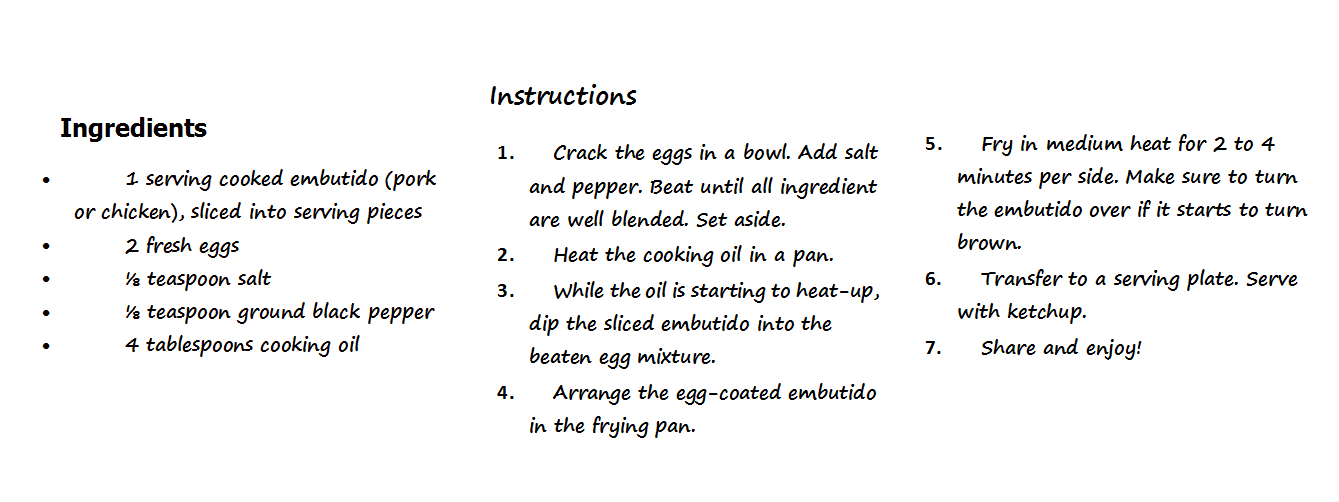 Ingredients
• 1 serving cooked embutido (pork
or chicken), sliced into serving pieces
• 2 fresh eggs
• ⅛ teaspoon salt
• ⅛ teaspoon ground black pepper
• 4 tablespoons cooking oil
Instructions
1. Crack the eggs in a bowl. Add salt
and pepper. Beat until all ingredient
are well blended. Set aside.
2. Heat the cooking oil in a pan.
3. While the oil is starting to heat-up,
dip the sliced embutido into the
beaten egg mixture.
4. Arrange the egg-coated embutido
in the frying pan.
5. Fry in medium heat for 2 to 4
minutes per side. Make sure to turn
the embutido over if it starts to turn
brown.
6. Transfer to a serving plate. Serve
with ketchup.
7. Share and enjoy!